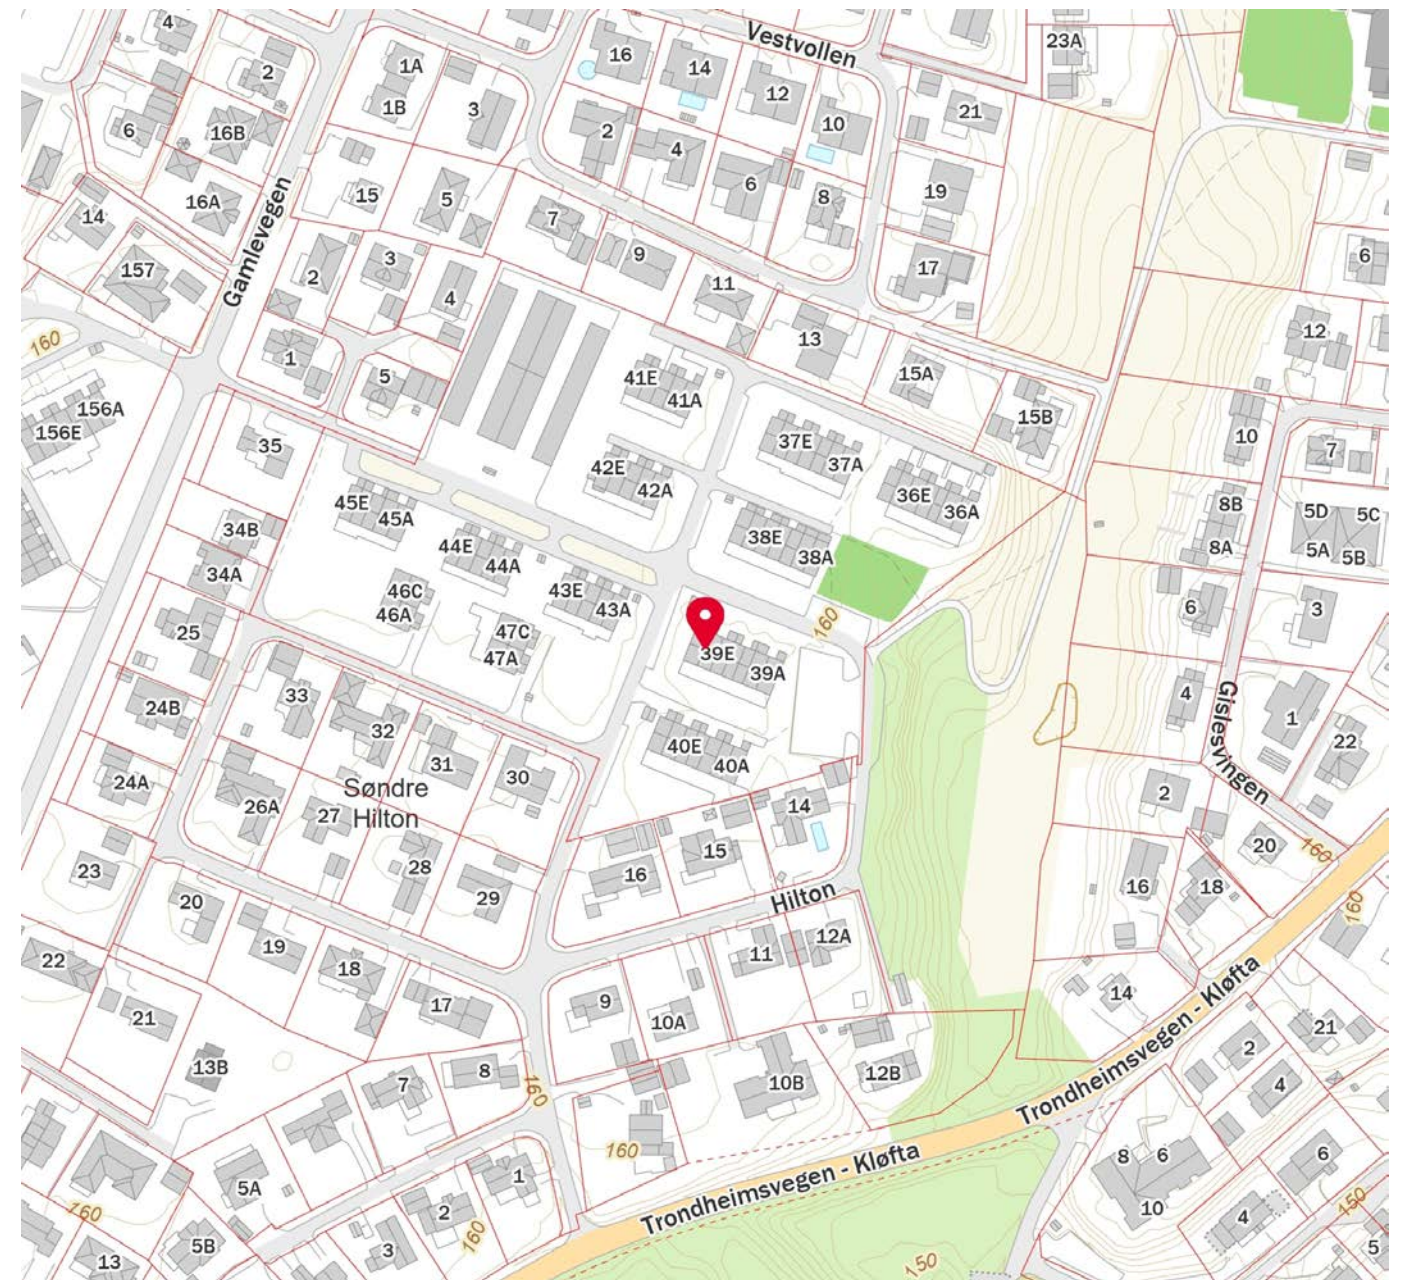 4
2
1A
1B
3
16
14
Vestvollen
12
10
23A
21
6
16B
16A
2
4
6
8
19
14
15
5
7
9
17
6
157
Gamlevegen
2
3
4
11
13
12
160
1
5
41E
41A
15A
15B
156A
156E
35
37E
37A
10
7
42E
42A
36E
36A
45E
45A
8B
8A
5D
5C
5A
5B
34B
34A
44E
44A
38E
38A
46C
46A
43E
43A
160
6
3
25
47C
47A
39E
39A
24B
33
32
4
Gislesvingen
1
22
40E
40A
31
30
24A
26A
Søndre
Hilton
27
14
2
20
160
23
28
15
16
29
Hilton
16
18
160
20
19
22
18
11
12A
17
9
10A
14
Trondheimsvegen - Kløfta
21
21
2
13B
7
8
160
10B
12B
4
160
8
6
10
6
5A
1
2
160
160
Trondheimsvegen - Kløfta
4
150
5B
3
13
150
5